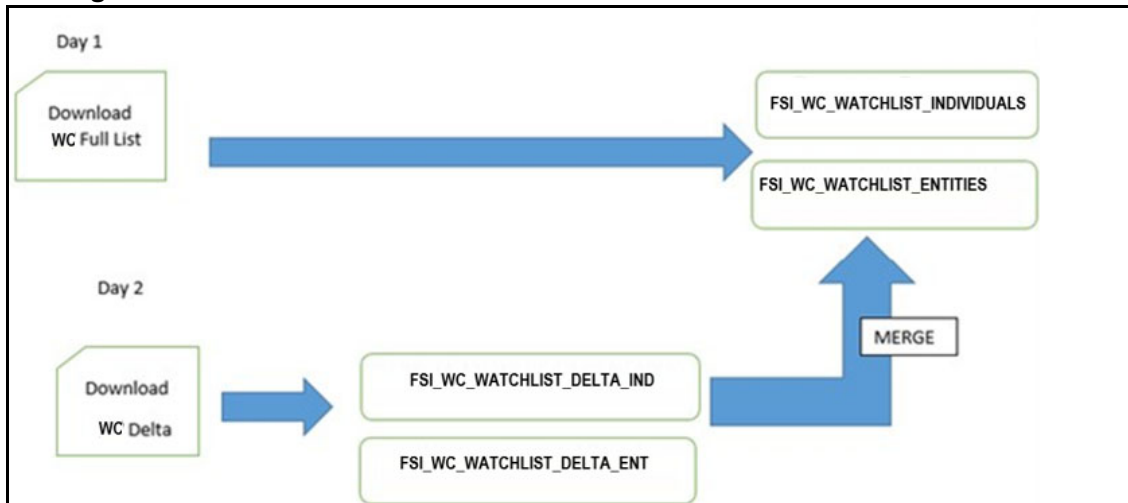 Day 1
Download
WC Full List
FSI_WC_WATCHLIST_INDIVIDUALS
FSI_WC_WATCHLIST_ENTITIES
Day 2
MERGE
Download
WC Delta
FSI_WC_WATCHLIST_DELTA_IND
FSI_WC_WATCHLIST_DELTA_ENT